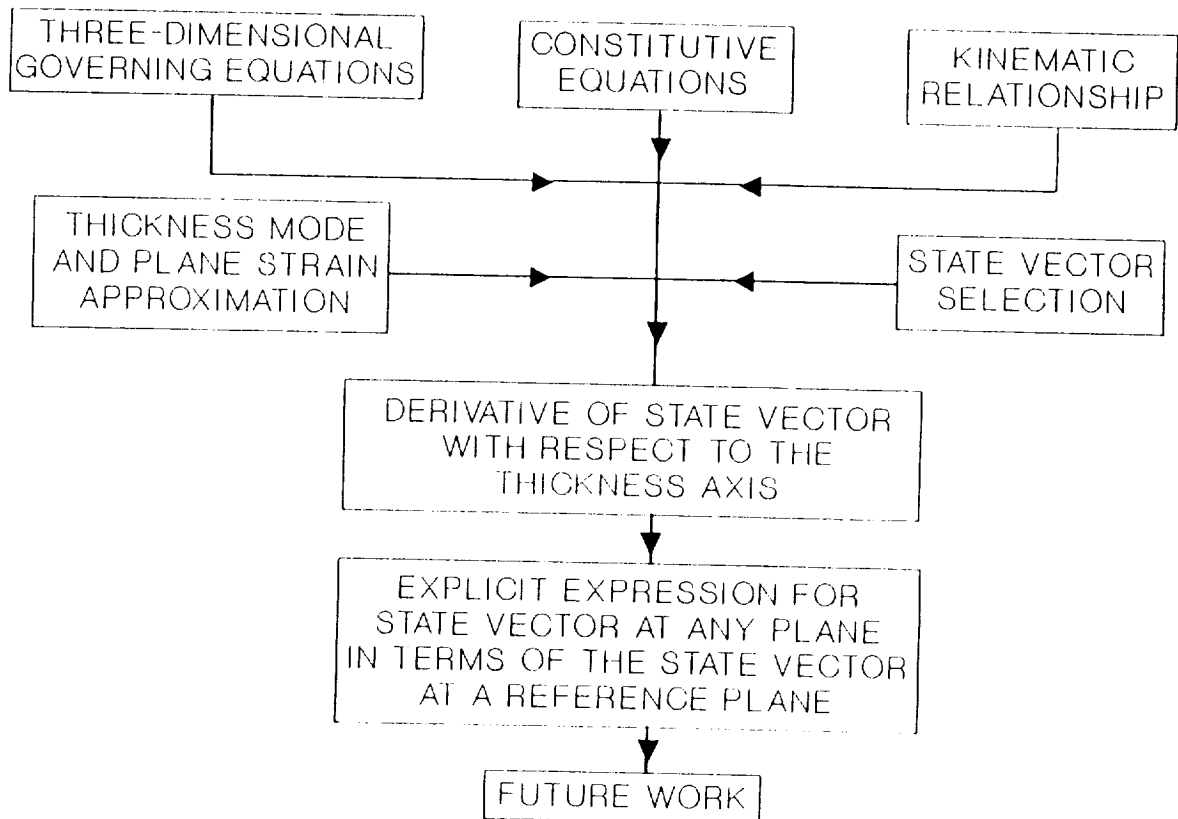 THREE-DIMENSIONAL
GOVERNING EQUATIONS
CONSTITUTIVE
EQUATIONS
KINEMATIC
RELATIONSHIP
THICKNESS MODE
AND PLANE STRAIN
APPROXIMATION
STATE VECTOR
SELECTION
DERIVATIVE OF STATE VECTOR
WITH RESPECT TO THE
THICKNESS AXIS
EXPLICIT EXPRESSION FOR
STATE VECTOR AT ANY PLANE
IN TERMS OF THE STATE VECTOR
AT A REFERENCE PLANE
FUTURE WORK